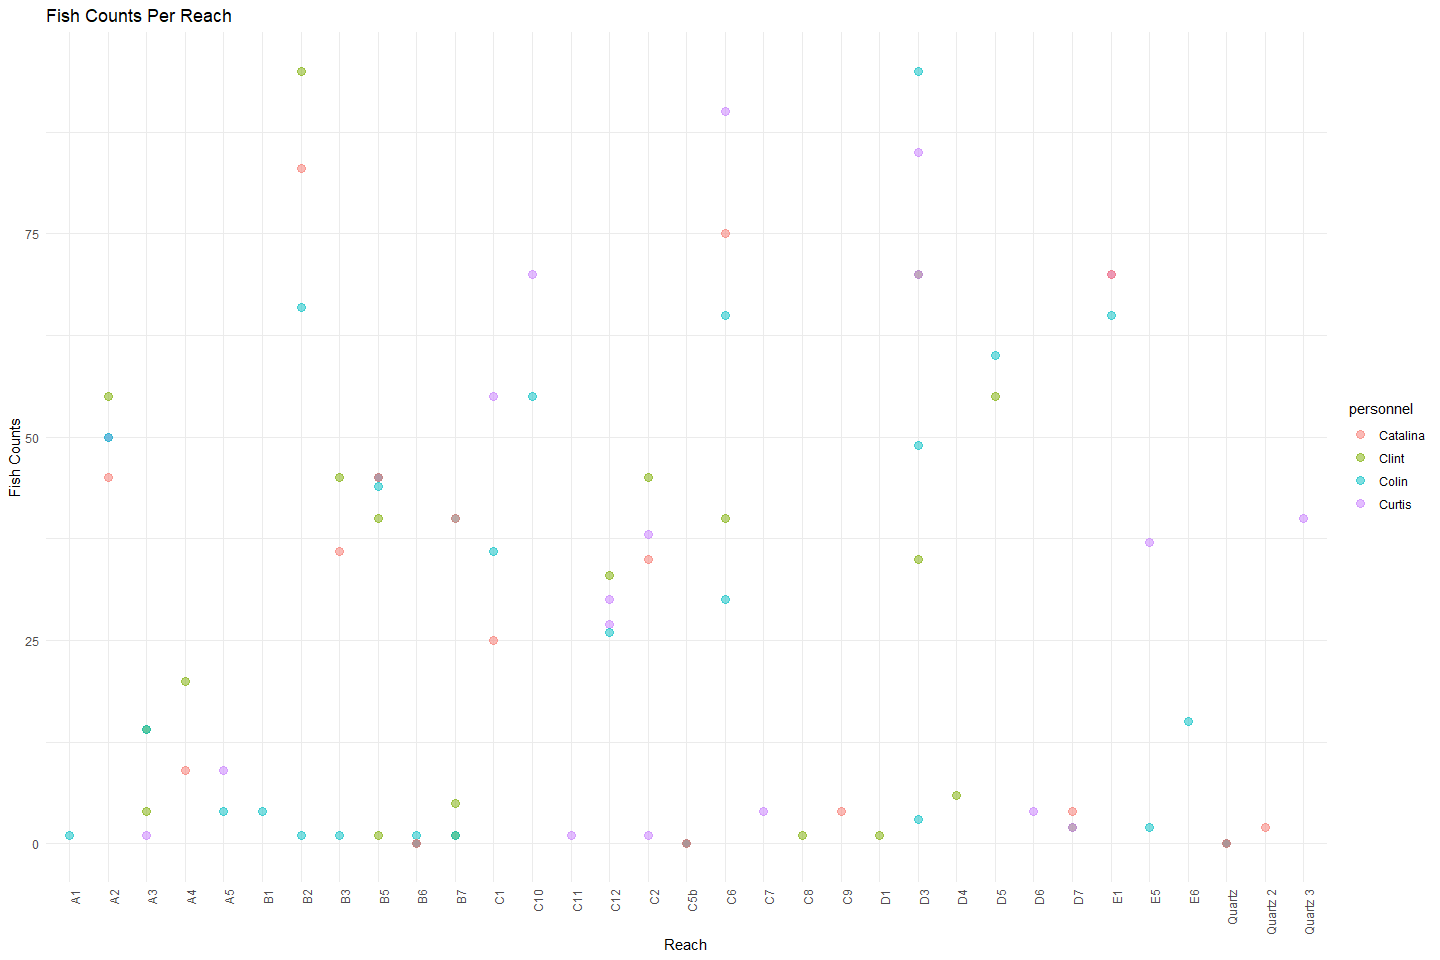 Fish Counts Per Reach
Fish Counts
75
50
25
0
A1
A2
A3
A4
A5
B1
B2
B3
B5
B6
B7
C1
C10
C11
C12
C2
C5b
C6
C7
C8
C9
D1
D3
D4
D5
D6
D7
E1
E5
E6
Quartz
Quartz 2
Quartz 3
Reach
personnel
Catalina
Clint
Colin
Curtis